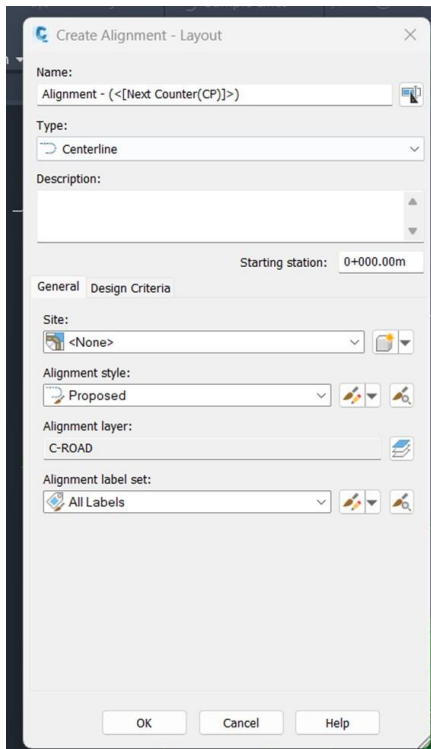 Create Alignment - Layout
Name:
Alignment - (<[Next Counter(CP)]>)
Type:
Centerline
Description:
Starting station: 0+000.00m
General Design Criteria
Site:
<None>
Alignment style:
Proposed
Alignment layer:
C-ROAD
Alignment label set:
All Labels
OK Cancel Help